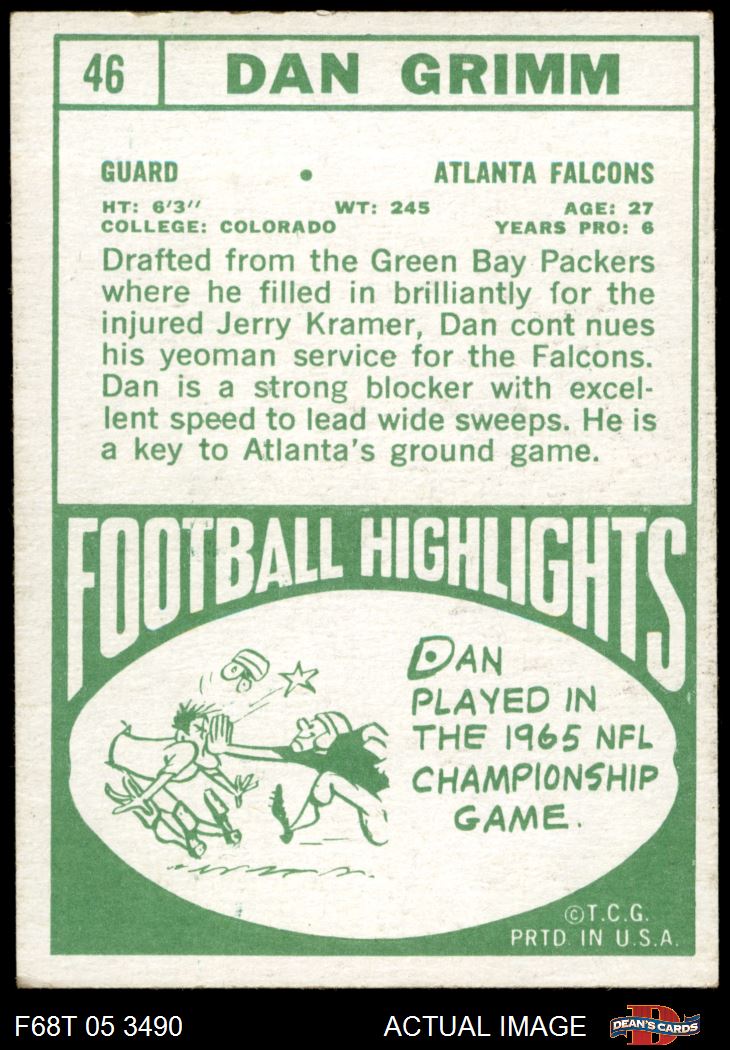 46 DAN GRIMM
GUARD • ATLANTA FALCONS
HT: 6'3" WT: 245 AGE: 27
COLLEGE: COLORADO YEARS PRO: 6
Drafted from the Green Bay Packers
where he filled in brilliantly for the
injured Jerry Kramer, Dan cont nues
his yeoman service for the Falcons.
Dan is a strong blocker with excel-
lent speed to lead wide sweeps. He is
a key to Atlanta's ground game.
FOOTBALL HIGHLIGHTS
DAN
PLAYED IN
THE 1965 NFL
CHAMPIONSHIP
GAME.
©T.C.G.
PRTD. IN U.S.A.
F68T 05 3490 ACTUAL IMAGE D DEAN'S CARDS